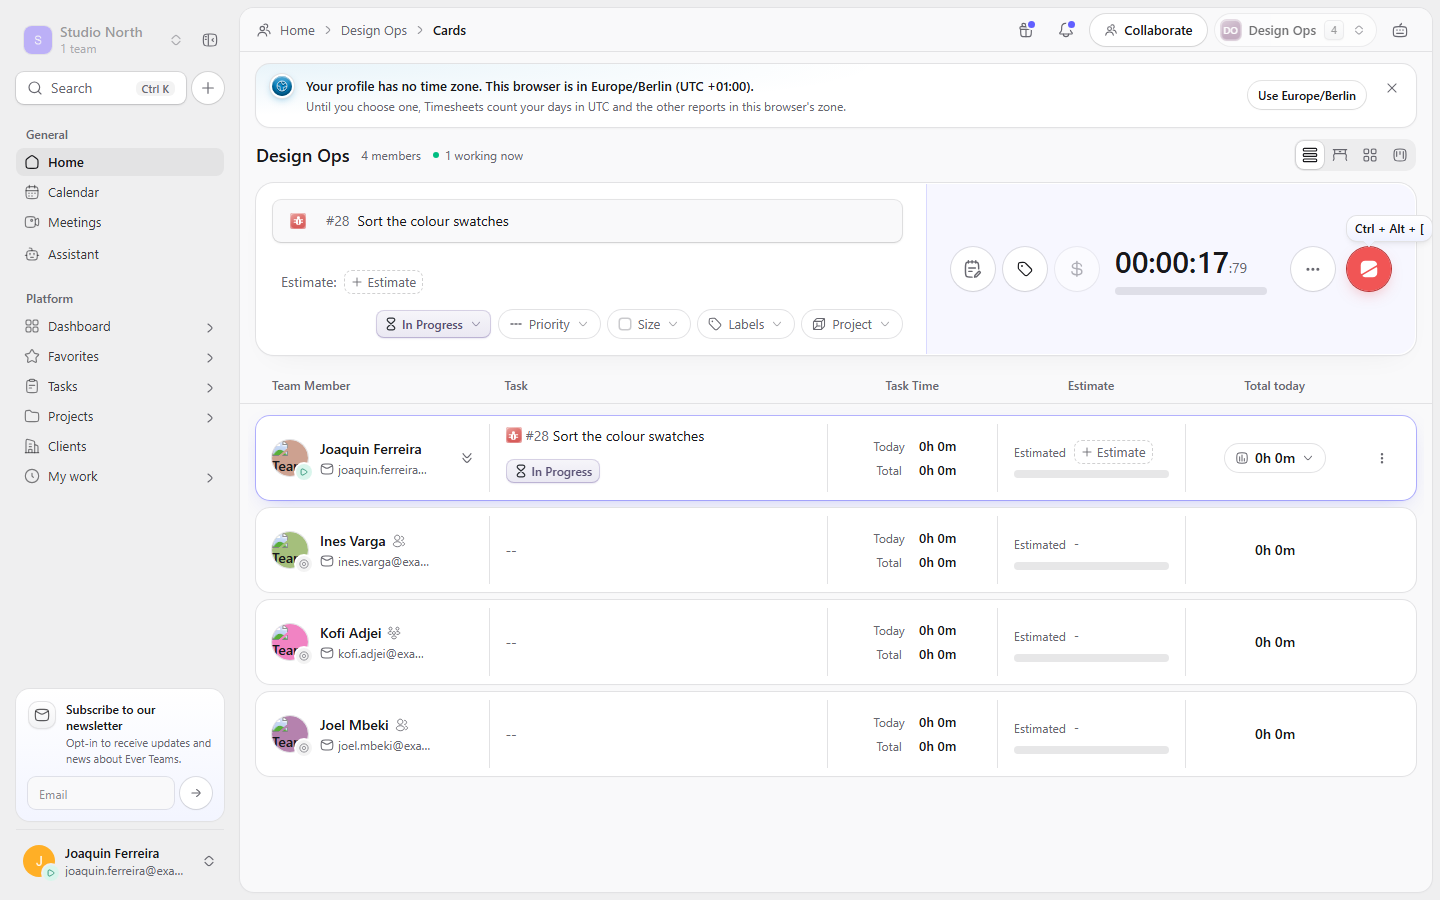 S
Studio North
1 team
Search
Ctrl K
General
Home
Calendar
Meetings
Assistant
Platform
Dashboard
Favorites
Tasks
Projects
Clients
My work
Subscribe to our
newsletter
Opt-in to receive updates and
news about Ever Teams.
Email
J
Joaquin Ferreira
joaquin.ferreira@exa...
Home
Design Ops
Cards
Collaborate
DO
Design Ops
4
Your profile has no time zone. This browser is in Europe/Berlin (UTC +01:00).
Until you choose one, Timesheets count your days in UTC and the other reports in this browser's zone.
Use Europe/Berlin
Design Ops
4 members
1 working now
#28 Sort the colour swatches
Estimate:
+ Estimate
In Progress
Priority
Size
Labels
Project
$
00:00:17:79
Ctrl + Alt + [
Team Member
Task
Task Time
Estimate
Total today
Joaquin Ferreira
joaquin.ferreira...
#28 Sort the colour swatches
In Progress
Today 0h 0m
Total 0h 0m
Estimated
+ Estimate
0h 0m
Ines Varga
ines.varga@exa...
--
Today 0h 0m
Total 0h 0m
Estimated -
0h 0m
Kofi Adjei
kofi.adjei@exa...
--
Today 0h 0m
Total 0h 0m
Estimated -
0h 0m
Joel Mbeki
joel.mbeki@exa...
--
Today 0h 0m
Total 0h 0m
Estimated -
0h 0m